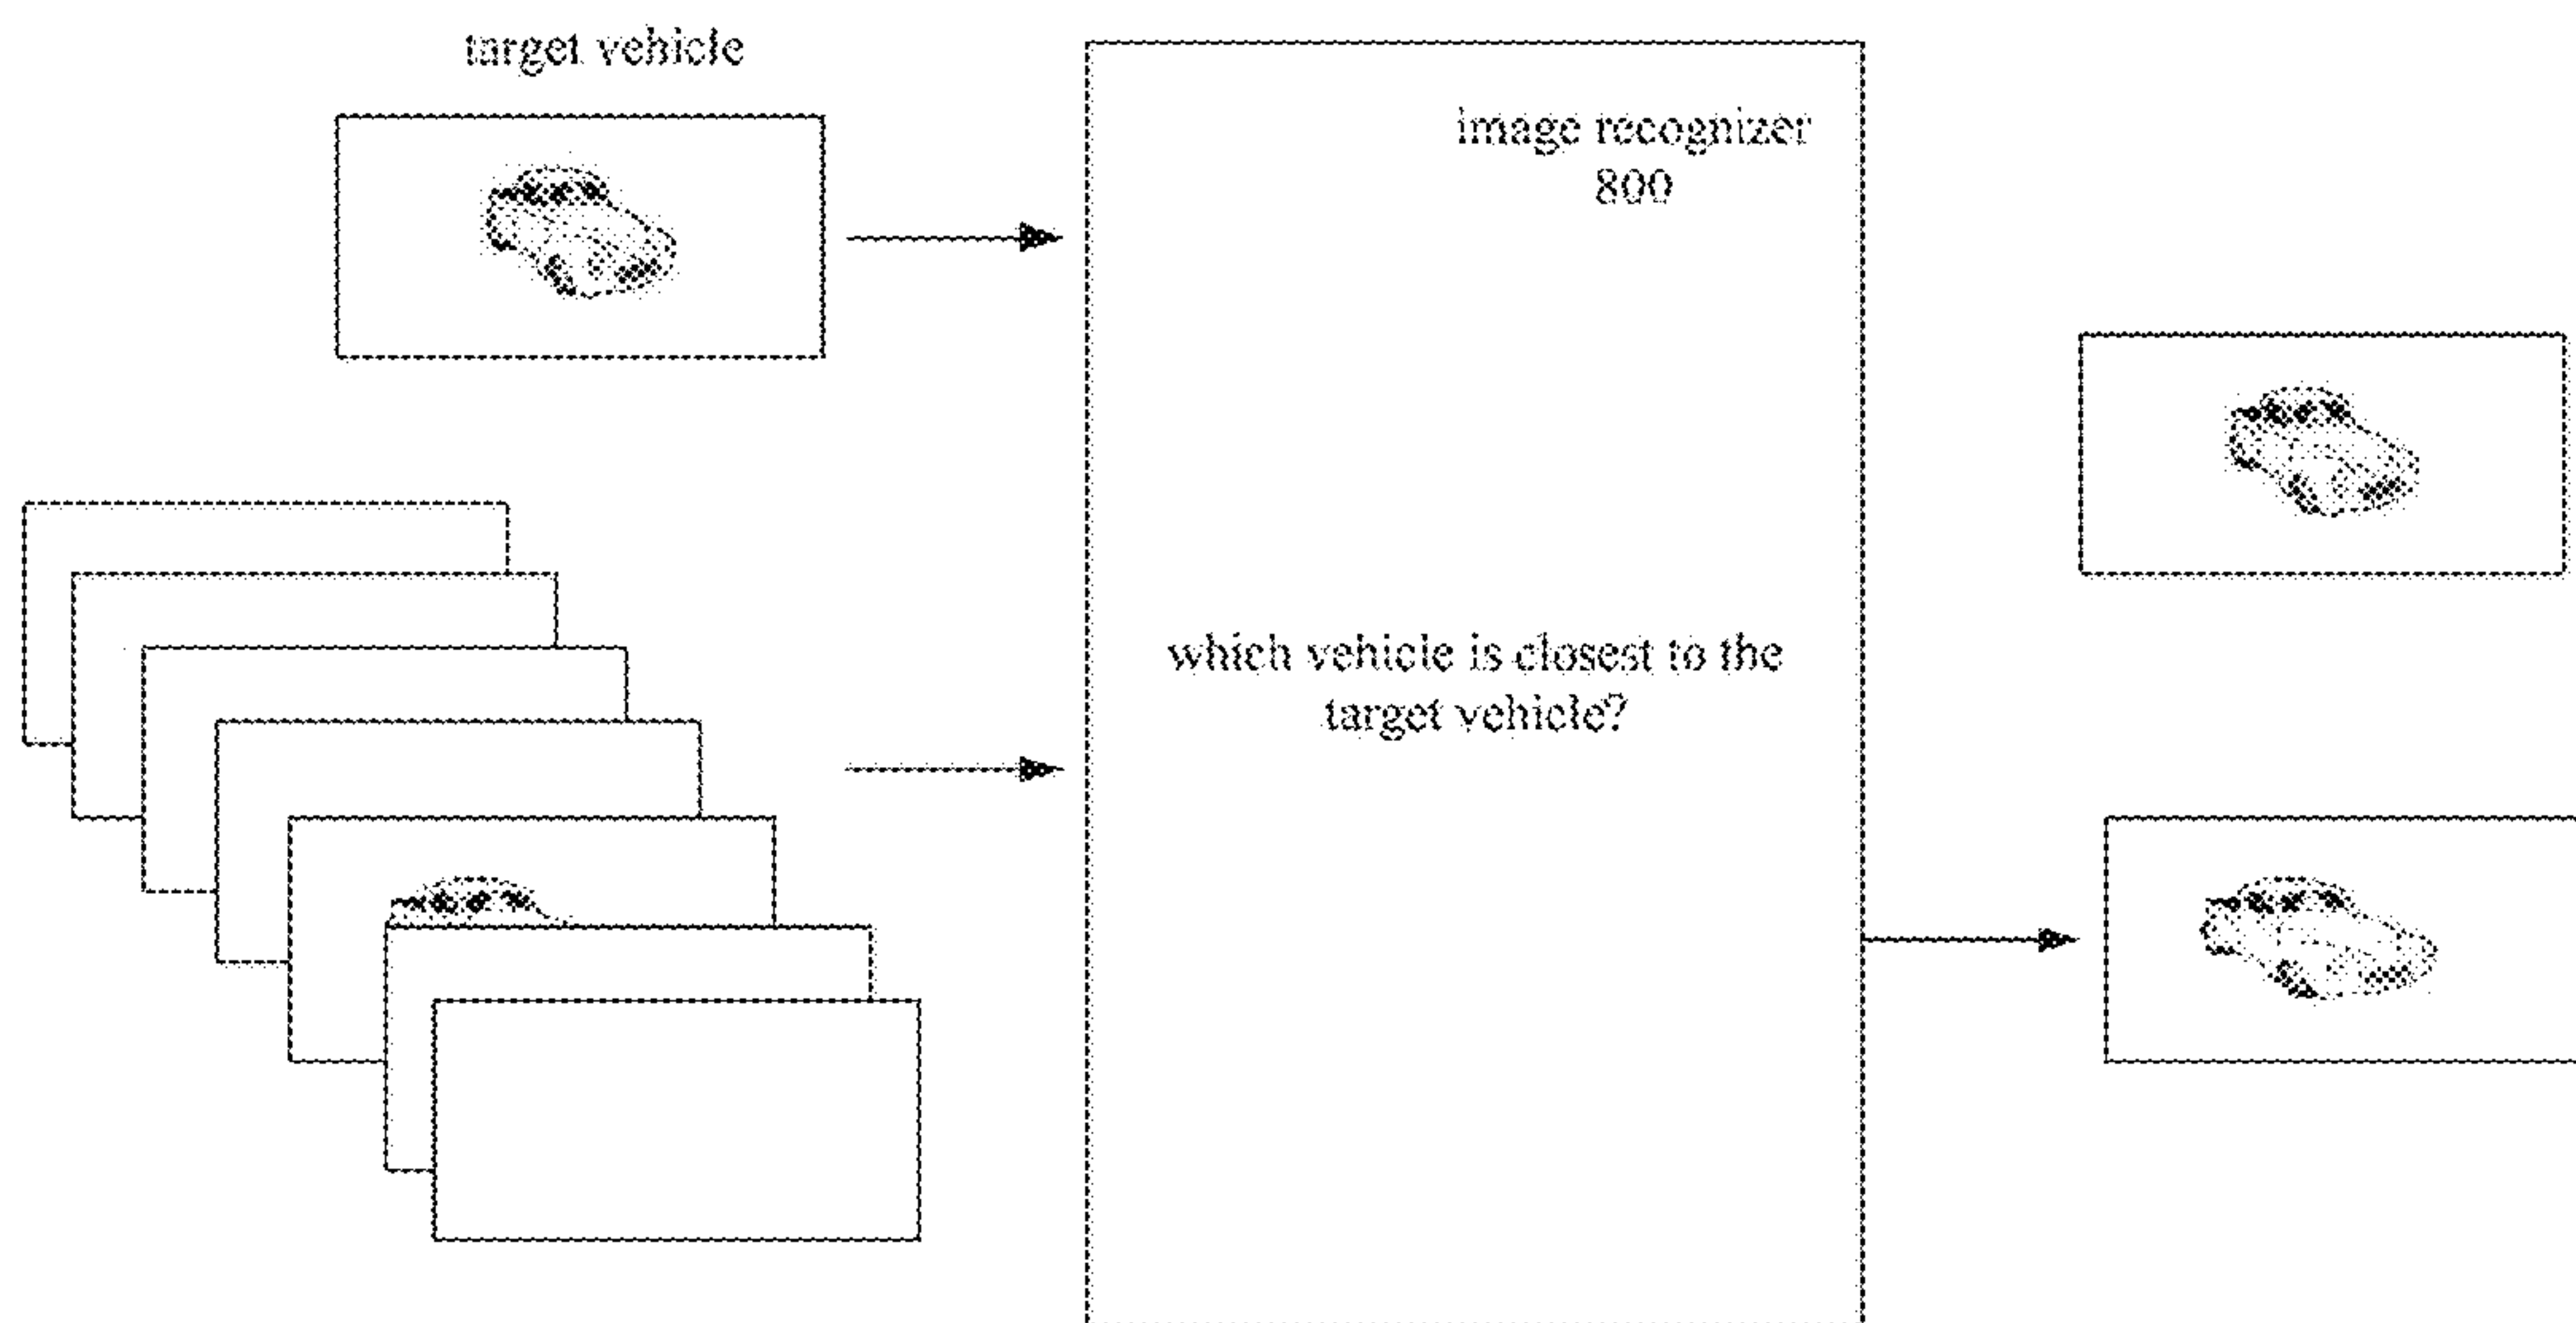 target vehicle
image recognizer
800
which vehicle is closest to the
target vehicle?